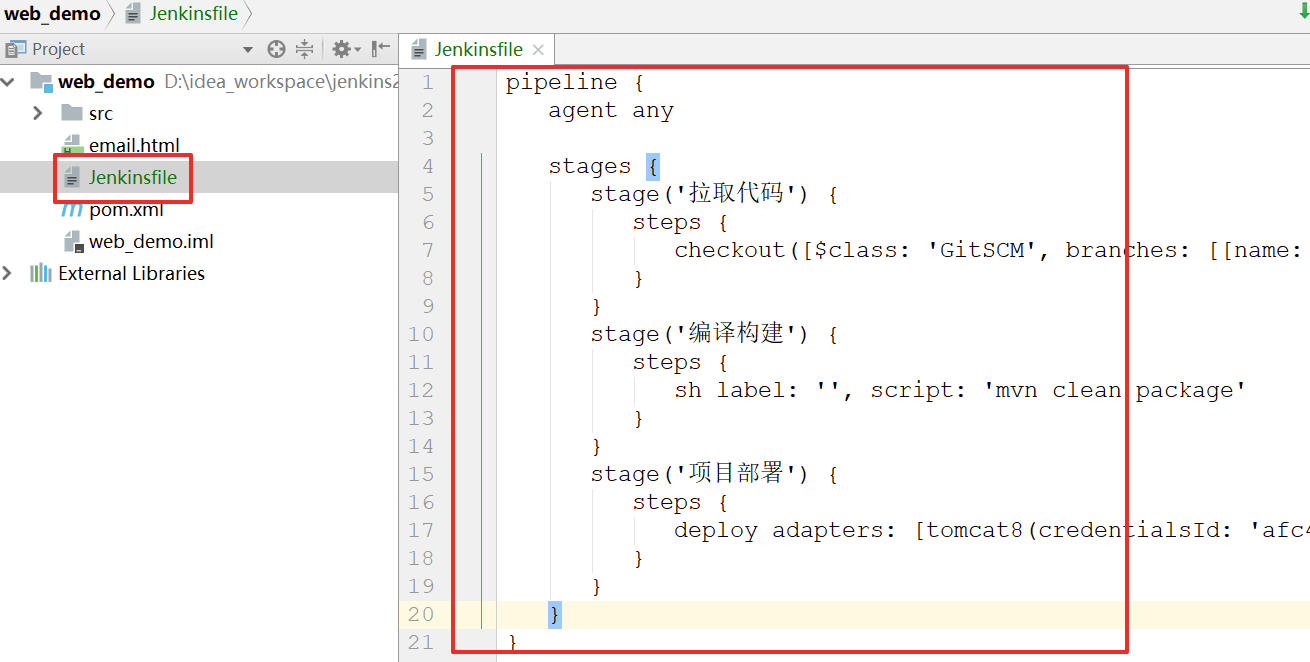 web_demo Jenkinsfile
Project
web_demo D:\idea_workspace\jenkins2
src
email.html
Jenkinsfile
pom.xml
web_demo.iml
External Libraries
Jenkinsfile
1 pipeline {
2 agent any
3
4 stages {
5 stage('拉取代码') {
6 steps {
7 checkout([$class: 'GitSCM', branches: [[name:
8 }
9 }
10 stage('编译构建') {
11 steps {
12 sh label: '', script: 'mvn clean package'
13 }
14 }
15 stage('项目部署') {
16 steps {
17 deploy adapters: [tomcat8(credentialsId: 'afc4
18 }
19 }
20 }
21 }